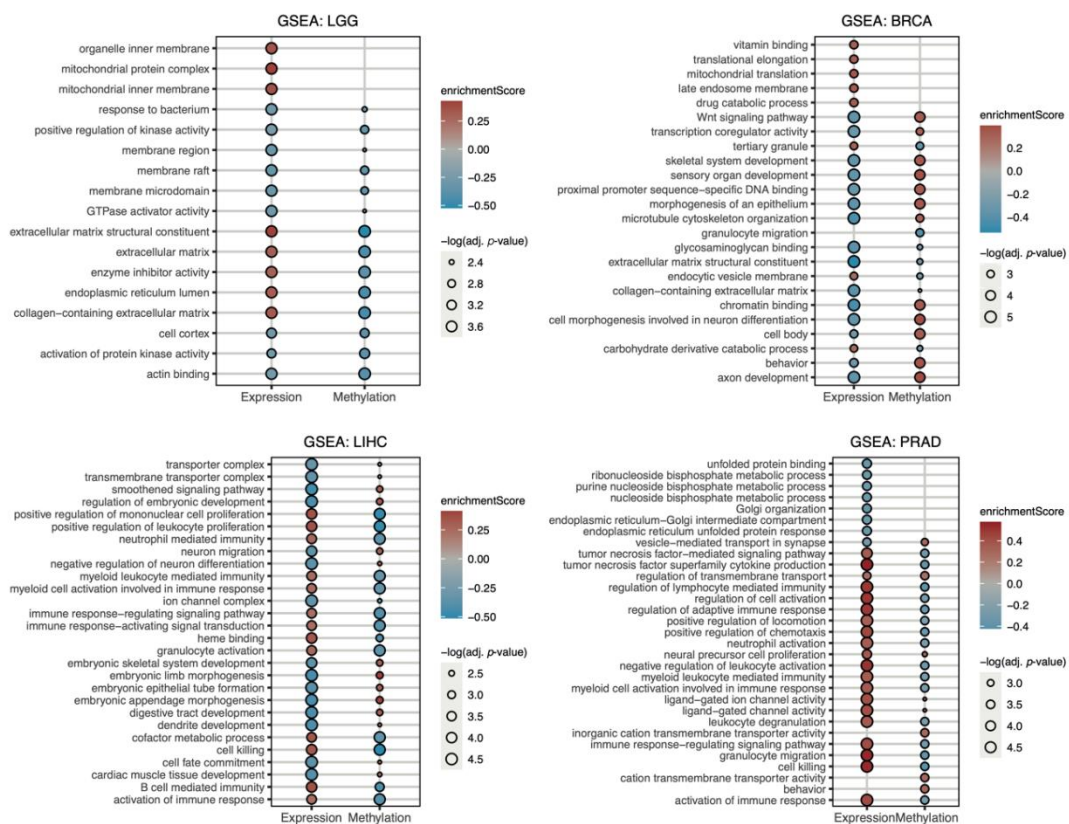 GSEA: LGG
organelle inner membrane
mitochondrial protein complex
mitochondrial inner membrane
response to bacterium
positive regulation of kinase activity
membrane region
membrane raft
membrane microdomain
GTPase activator activity
extracellular matrix structural constituent
extracellular matrix
enzyme inhibitor activity
endoplasmic reticulum lumen
collagen−containing extracellular matrix
cell cortex
activation of protein kinase activity
actin binding
Expression Methylation
enrichmentScore
0.25
0.00
−0.25
−0.50
−log(adj. p-value)
2.4
2.8
3.2
3.6
GSEA: BRCA
vitamin binding
translational elongation
mitochondrial translation
late endosome membrane
drug catabolic process
Wnt signaling pathway
transcription coregulator activity
tertiary granule
skeletal system development
sensory organ development
proximal promoter sequence−specific DNA binding
morphogenesis of an epithelium
microtubule cytoskeleton organization
granulocyte migration
glycosaminoglycan binding
extracellular matrix structural constituent
endocytic vesicle membrane
collagen−containing extracellular matrix
chromatin binding
cell morphogenesis involved in neuron differentiation
cell body
carbohydrate derivative catabolic process
behavior
axon development
Expression Methylation
enrichmentScore
0.4
0.2
0.0
−0.2
−0.4
−log(adj. p-value)
3
4
5
GSEA: LIHC
transporter complex
transmembrane transporter complex
smoothened signaling pathway
regulation of embryonic development
positive regulation of mononuclear cell proliferation
positive regulation of leukocyte proliferation
neutrophil mediated immunity
neuron migration
negative regulation of neuron differentiation
myeloid leukocyte mediated immunity
myeloid cell activation involved in immune response
ion channel complex
immune response−regulating signaling pathway
immune response−activating signal transduction
heme binding
granulocyte activation
embryonic skeletal system development
embryonic limb morphogenesis
embryonic epithelial tube formation
embryonic appendage morphogenesis
digestive tract development
dendrite development
cofactor metabolic process
cell killing
cell fate commitment
cardiac muscle tissue development
B cell mediated immunity
activation of immune response
Expression Methylation
enrichmentScore
0.25
0.00
−0.25
−0.50
−log(adj. p-value)
2.5
3.0
3.5
4.0
4.5
GSEA: PRAD
unfolded protein binding
ribonucleoside bisphosphate metabolic process
purine nucleoside bisphosphate metabolic process
nucleoside bisphosphate metabolic process
Golgi organization
endoplasmic reticulum−Golgi intermediate compartment
endoplasmic reticulum unfolded protein response
vesicle−mediated transport in synapse
tumor necrosis factor−mediated signaling pathway
tumor necrosis factor superfamily cytokine production
regulation of transmembrane transport
regulation of lymphocyte mediated immunity
regulation of cell activation
regulation of adaptive immune response
positive regulation of locomotion
positive regulation of chemotaxis
neutrophil activation
neural precursor cell proliferation
negative regulation of leukocyte activation
myeloid leukocyte mediated immunity
myeloid cell activation involved in immune response
ligand−gated ion channel activity
ligand−gated channel activity
leukocyte degranulation
inorganic cation transmembrane transporter activity
immune response−regulating signaling pathway
granulocyte migration
cell killing
cation transmembrane transporter activity
behavior
activation of immune response
Expression Methylation
enrichmentScore
0.4
0.2
0.0
−0.2
−0.4
−log(adj. p-value)
3.0
3.5
4.0
4.5